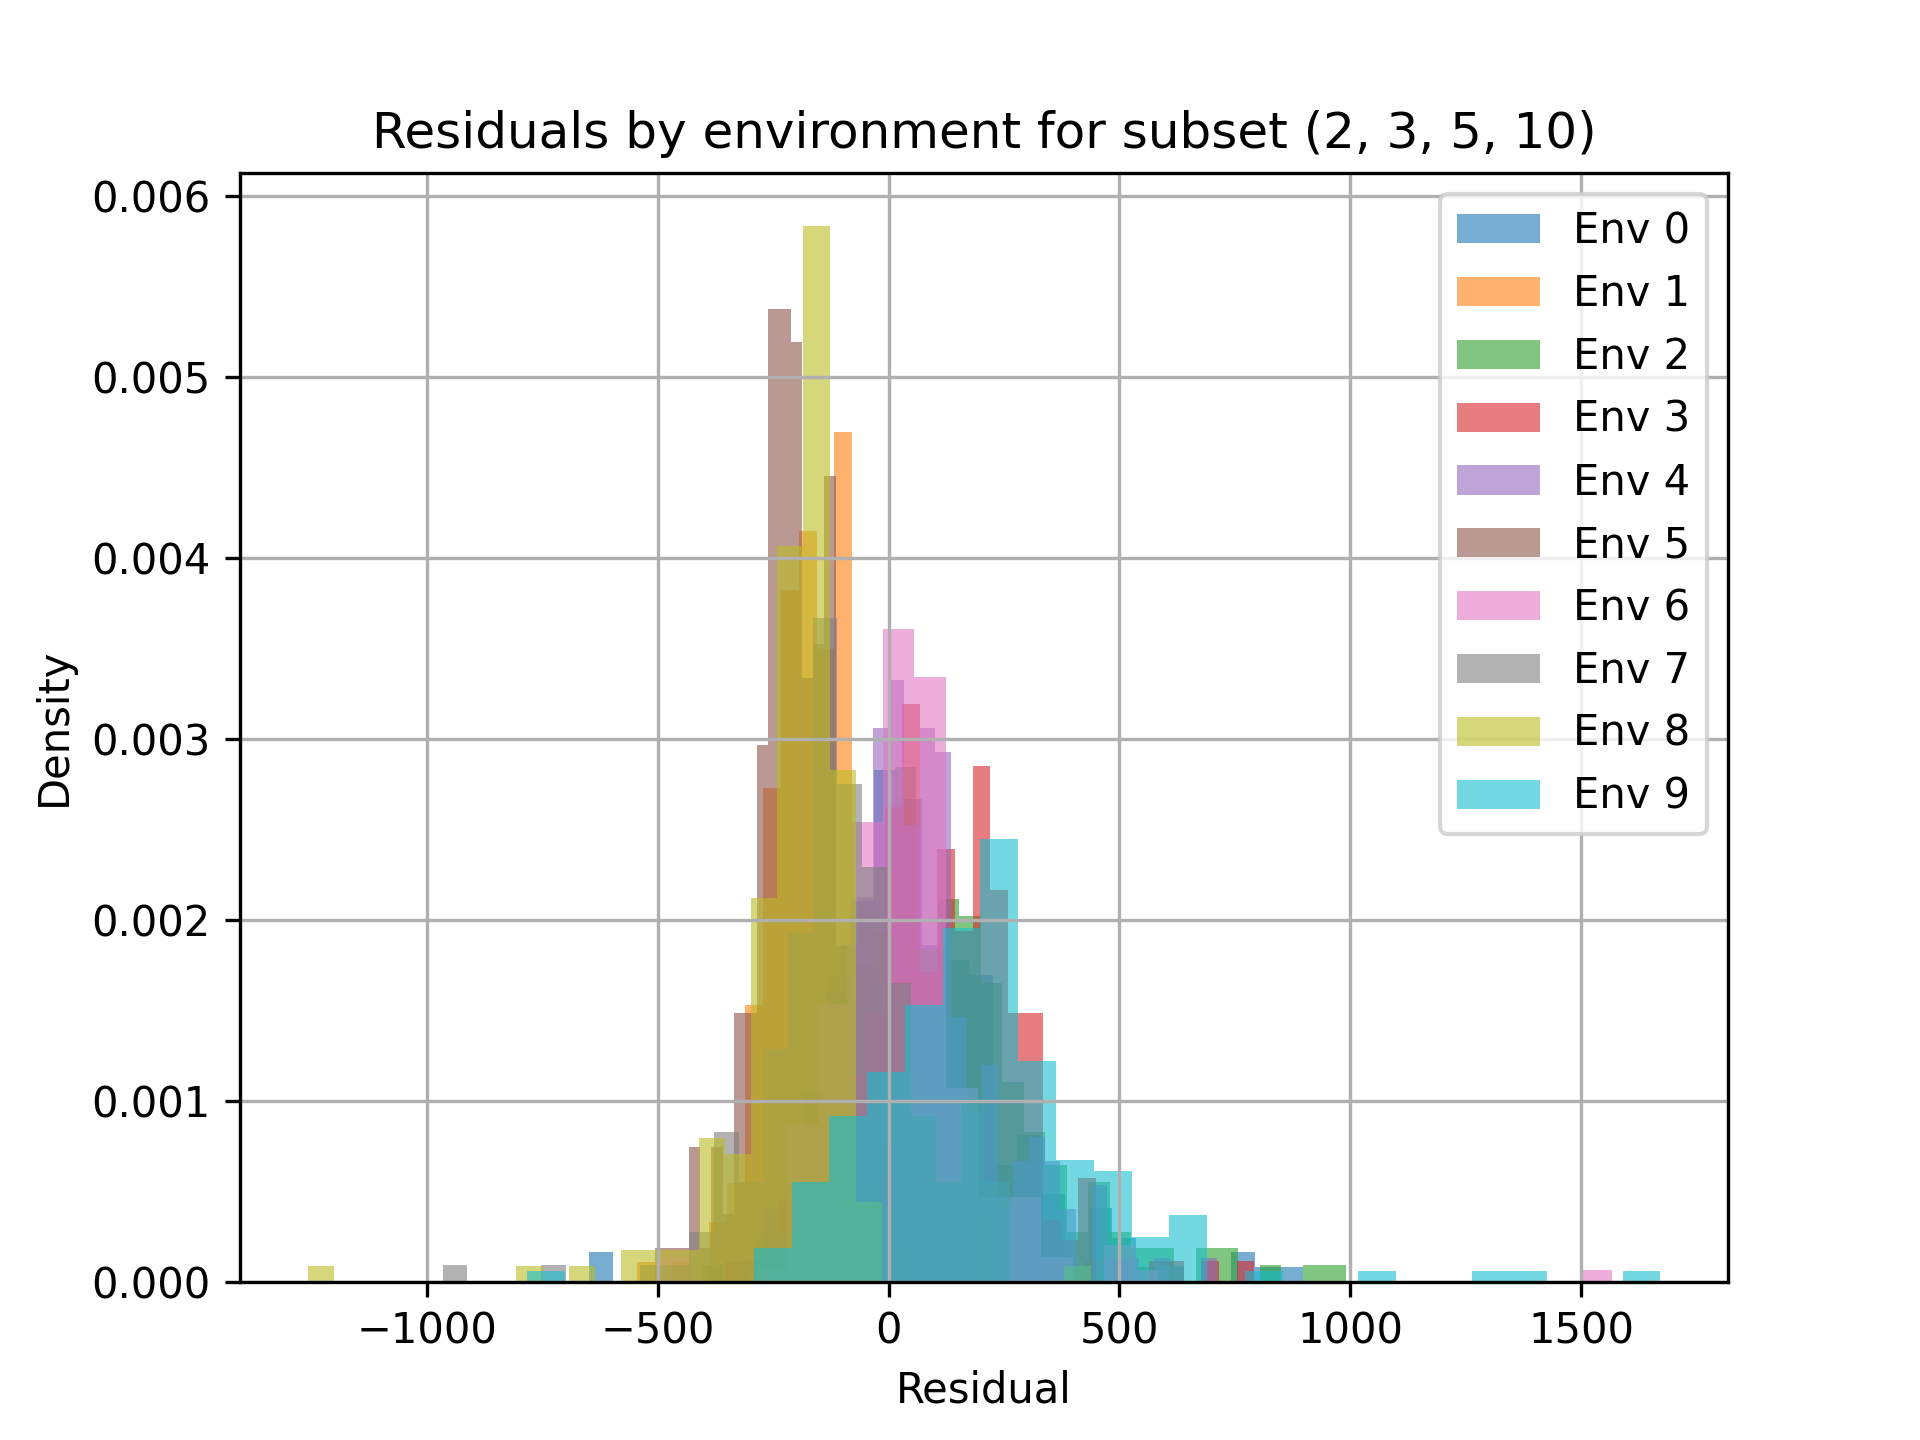 Residuals by environment for subset (2, 3, 5, 10)
0.006
0.005
0.004
0.003
0.002
0.001
0.000
Density
−1000
−500
0
500
1000
1500
Residual
Env 0
Env 1
Env 2
Env 3
Env 4
Env 5
Env 6
Env 7
Env 8
Env 9